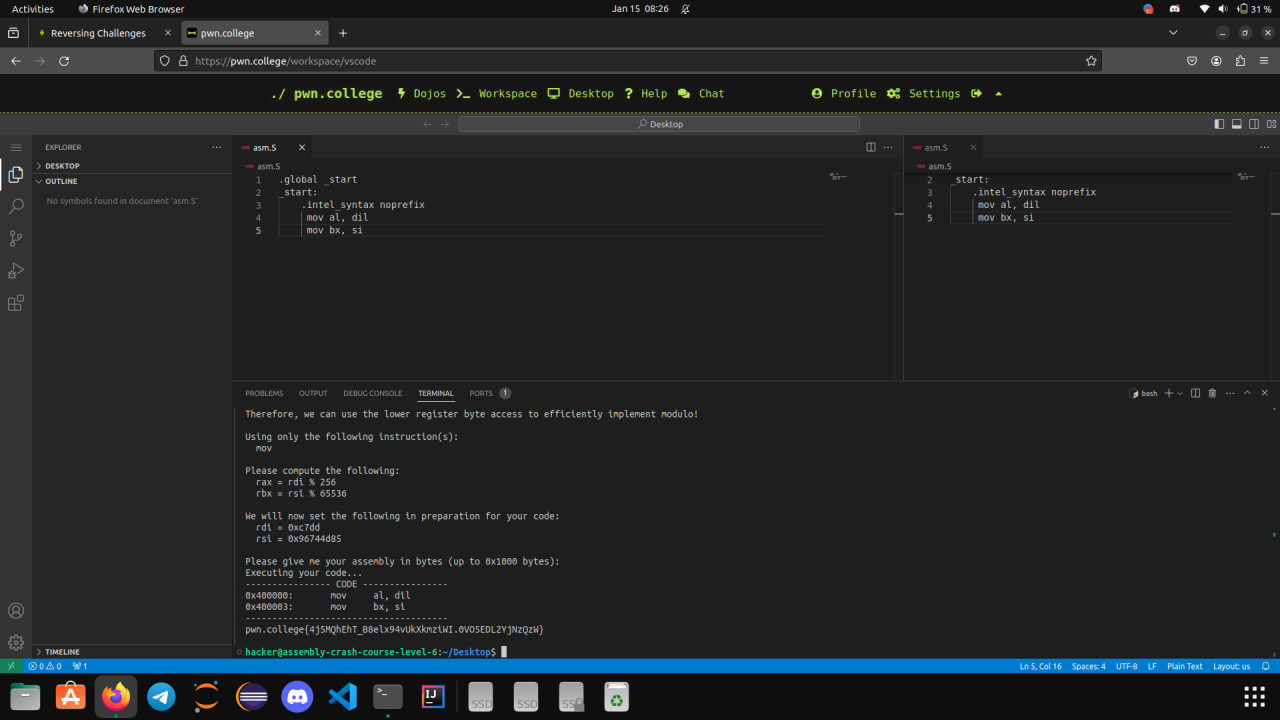 Activities Firefox Web Browser Jan 15 08:26 31 %
Reversing Challenges pwn.college
https://pwn.college/workspace/vscode
./ pwn.college Dojos Workspace Desktop Help Chat Profile Settings
Desktop
EXPLORER
DESKTOP
OUTLINE
No symbols found in document 'asm.S'
TIMELINE
asm.S
asm.S
1 .global _start
2 _start:
3 .intel_syntax noprefix
4 mov al, dil
5 mov bx, si
asm.S
asm.S
2 _start:
3 .intel_syntax noprefix
4 mov al, dil
5 mov bx, si
PROBLEMS OUTPUT DEBUG CONSOLE TERMINAL PORTS 1 bash
Therefore, we can use the lower register byte access to efficiently implement modulo!
Using only the following instruction(s):
mov
Please compute the following:
rax = rdi % 256
rbx = rsi % 65536
We will now set the following in preparation for your code:
rdi = 0xc7dd
rsi = 0x96744d85
Please give me your assembly in bytes (up to 0x1000 bytes):
Executing your code...
---------------- CODE ----------------
0x400000: mov al, dil
0x400003: mov bx, si
--------------------------------------
pwn.college{4j5MQhEhT_B8elx94vUkXkmztWI.0VO5EDL2YjNzQzW}
hacker@assembly-crash-course-level-6:~/Desktop$
0 0 1 Ln 5, Col 16 Spaces: 4 UTF-8 LF Plain Text Layout: us
SSD SSD SSD